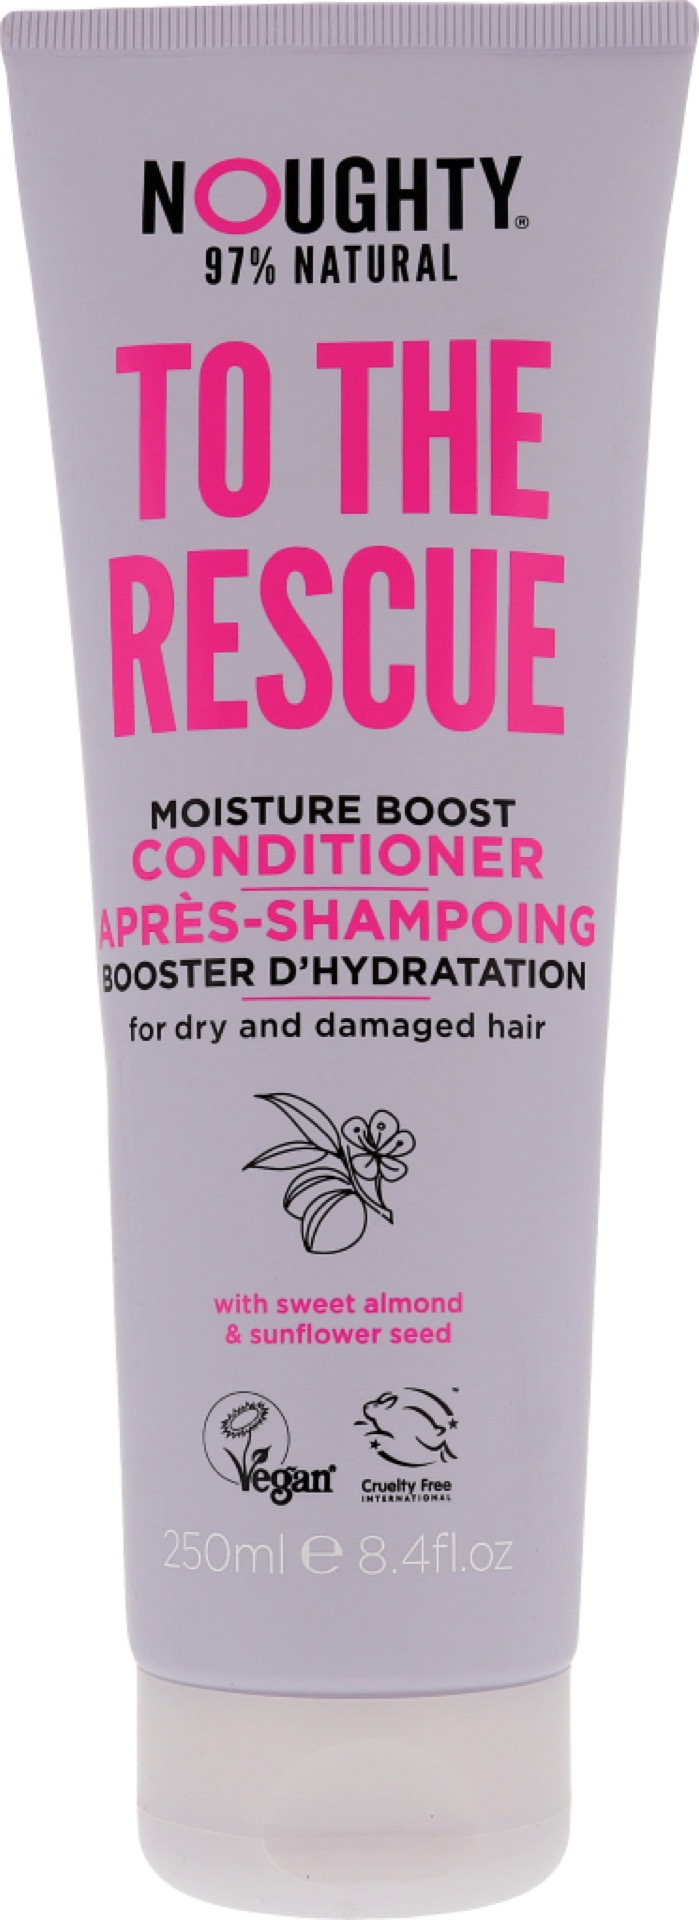 NOUGHTY®
97% NATURAL
TO THE
RESCUE
MOISTURE BOOST
CONDITIONER
APRÈS-SHAMPOING
BOOSTER D'HYDRATATION
for dry and damaged hair
with sweet almond
& sunflower seed
Vegan®
Cruelty Free™
INTERNATIONAL
250ml ℮ 8.4fl.oz